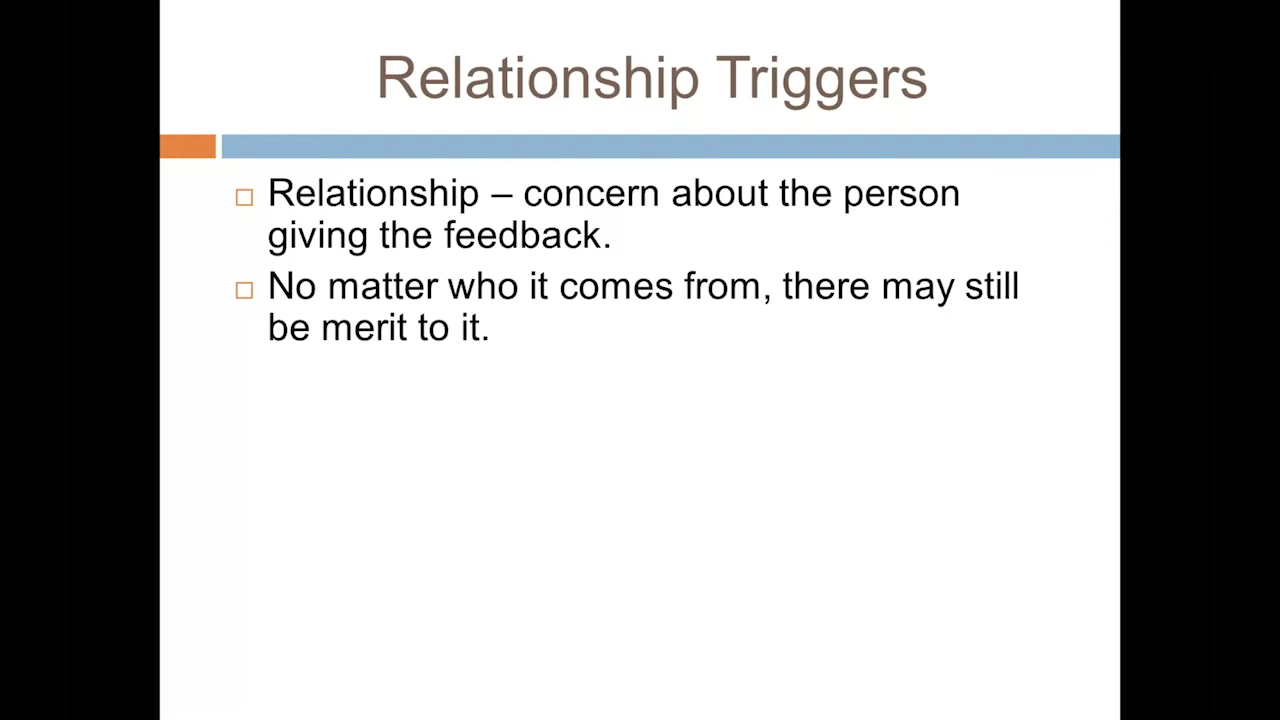 Relationship Triggers
Relationship – concern about the person
giving the feedback.
No matter who it comes from, there may still
be merit to it.